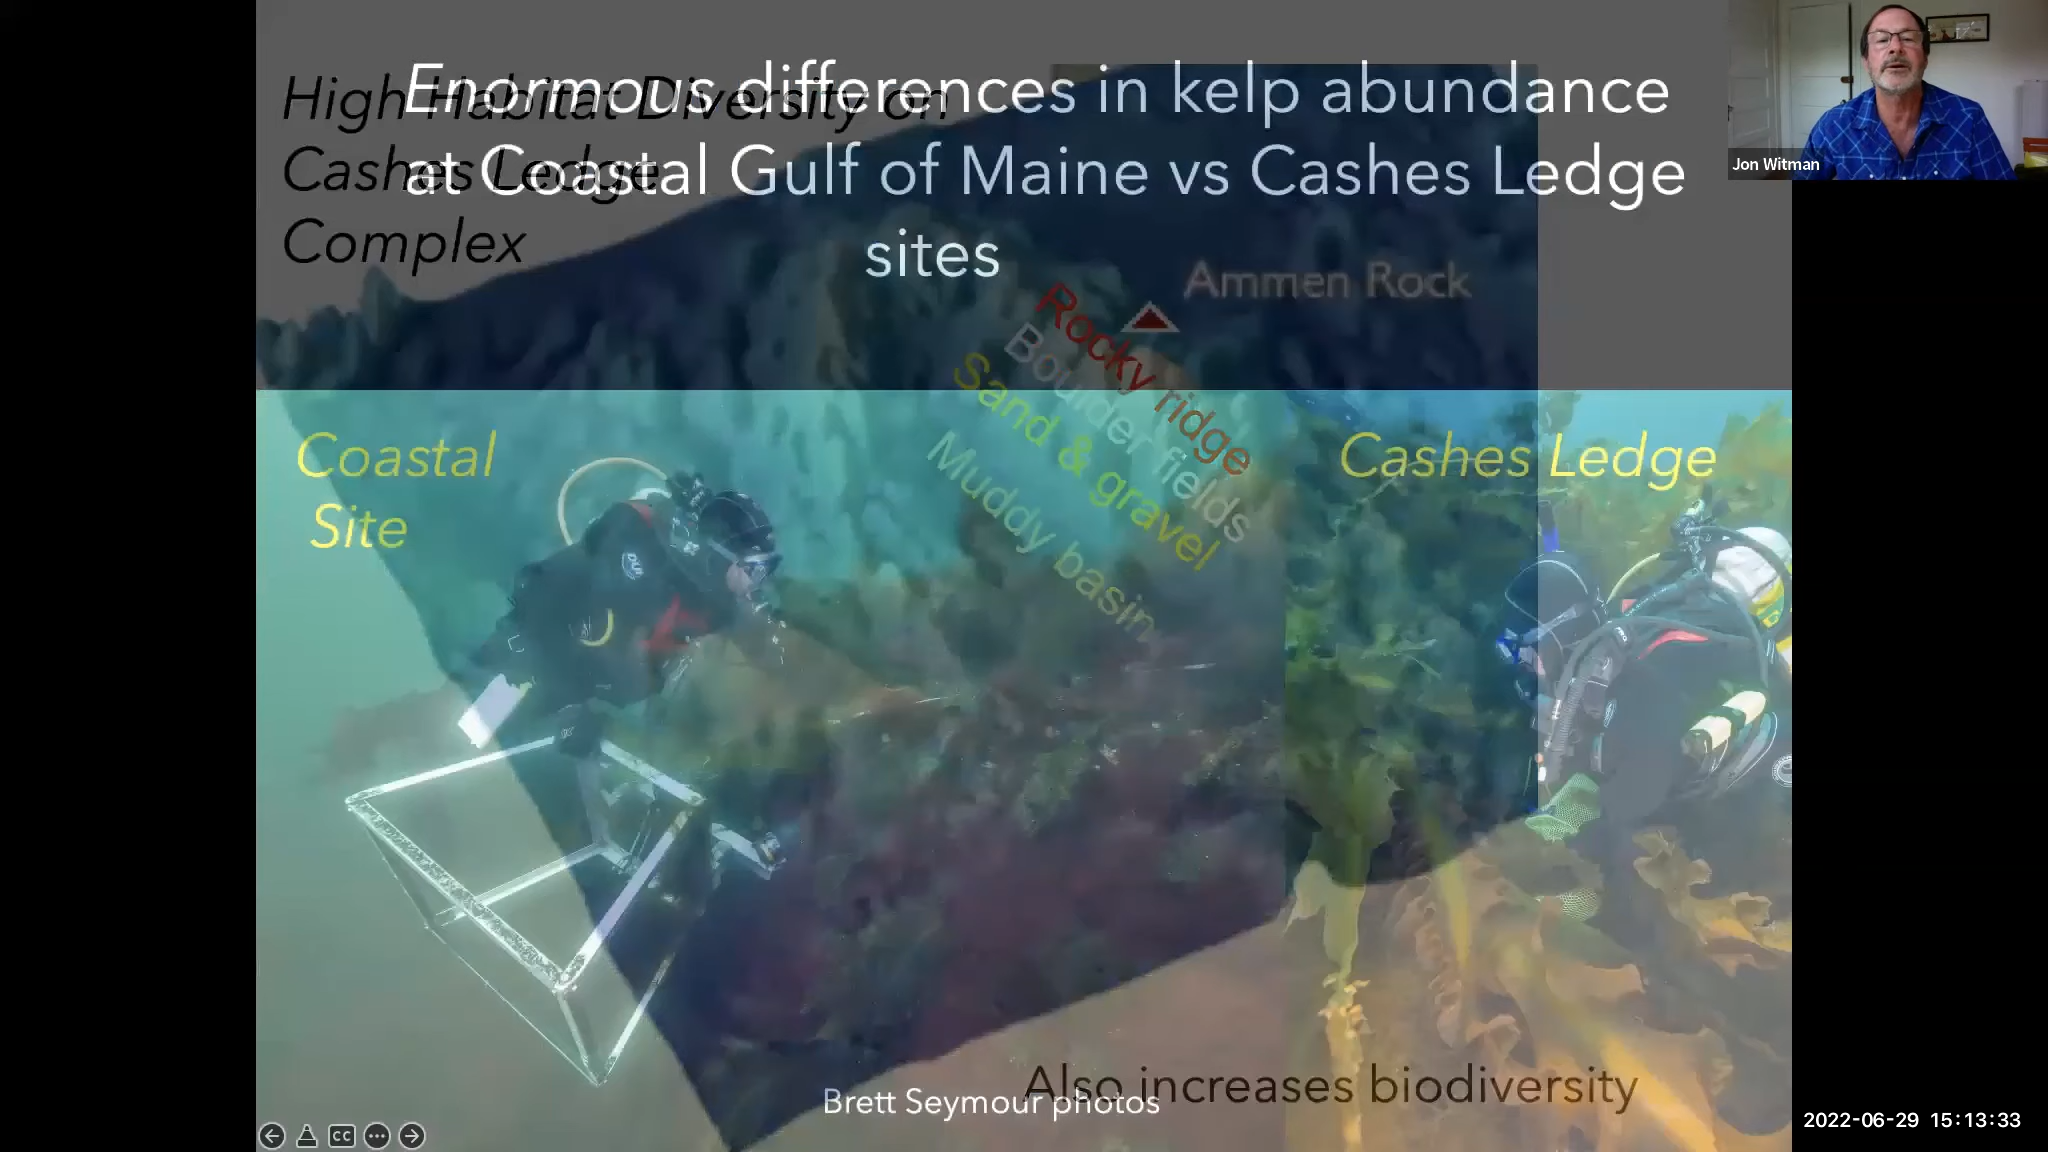 Enormous differences in kelp abundance
at Coastal Gulf of Maine vs Cashes Ledge
sites
High Habitat Diversity on
Cashes Ledge
Complex
Jon Witman
Ammen Rock
Rocky ridge
Boulder fields
Sand & gravel
Muddy basin
Coastal
Site
Cashes Ledge
Also increases biodiversity
Brett Seymour photos
CC
2022-06-29 15:13:33